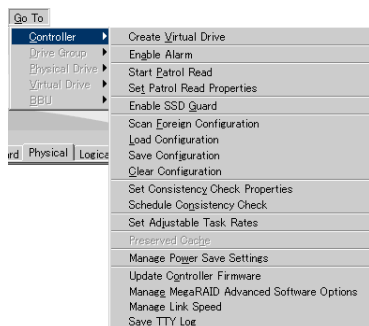 Go To
Controller
Drive Group
Physical Drive
Virtual Drive
BBU
ard Physical Logica
Create Virtual Drive
Enable Alarm
Start Patrol Read
Set Patrol Read Properties
Enable SSD Guard
Scan Foreign Configuration
Load Configuration
Save Configuration
Clear Configuration
Set Consistency Check Properties
Schedule Consistency Check
Set Adjustable Task Rates
Preserved Cache
Manage Power Save Settings
Update Controller Firmware
Manage MegaRAID Advanced Software Options
Manage Link Speed
Save TTY Log